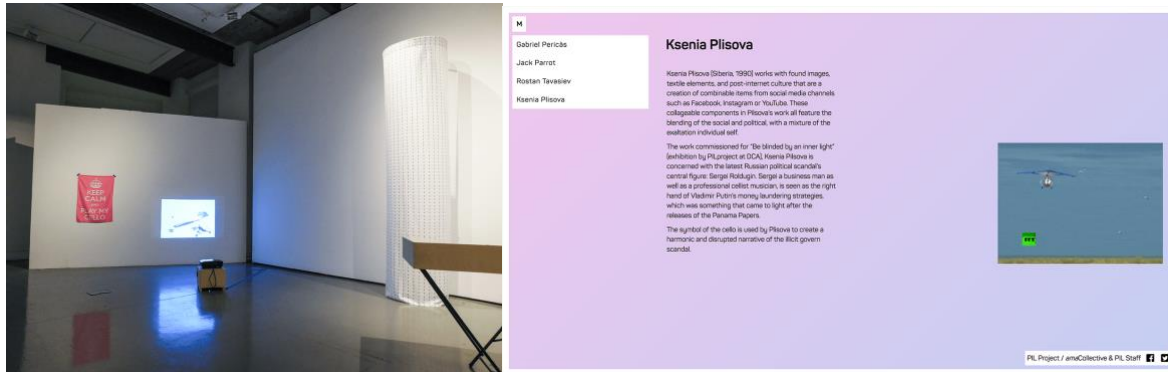 KEEP
CALM
AND
PLAY MY
CELLO
M
Gabriel Pericàs
Jack Parrot
Rostan Tavasiev
Ksenia Plisova
Ksenia Plisova
Ksenia Plisova (Siberia, 1990) works with found images,
textile elements, and post-internet culture that are a
creation of combinable items from social media channels
such as Facebook, Instagram or YouTube. These
collageable components in Plisova's work all feature the
blending of the social and political, with a mixture of the
exaltation individual self.
The work commissioned for "Be blinded by an inner light"
(exhibition by PILproject at DCA), Ksenia Plisova is
concerned with the latest Russian political scandal's
central figure: Sergei Roldugin. Sergei a business man as
well as a professional cellist musician, is seen as the right
hand of Vladimir Putin's money laundering strategies,
which was something that came to light after the
releases of the Panama Papers.
The symbol of the cello is used by Plisova to create a
harmonic and disrupted narrative of the illicit govern
scandal.
RT
PIL Project / amaCollective & PIL Staff